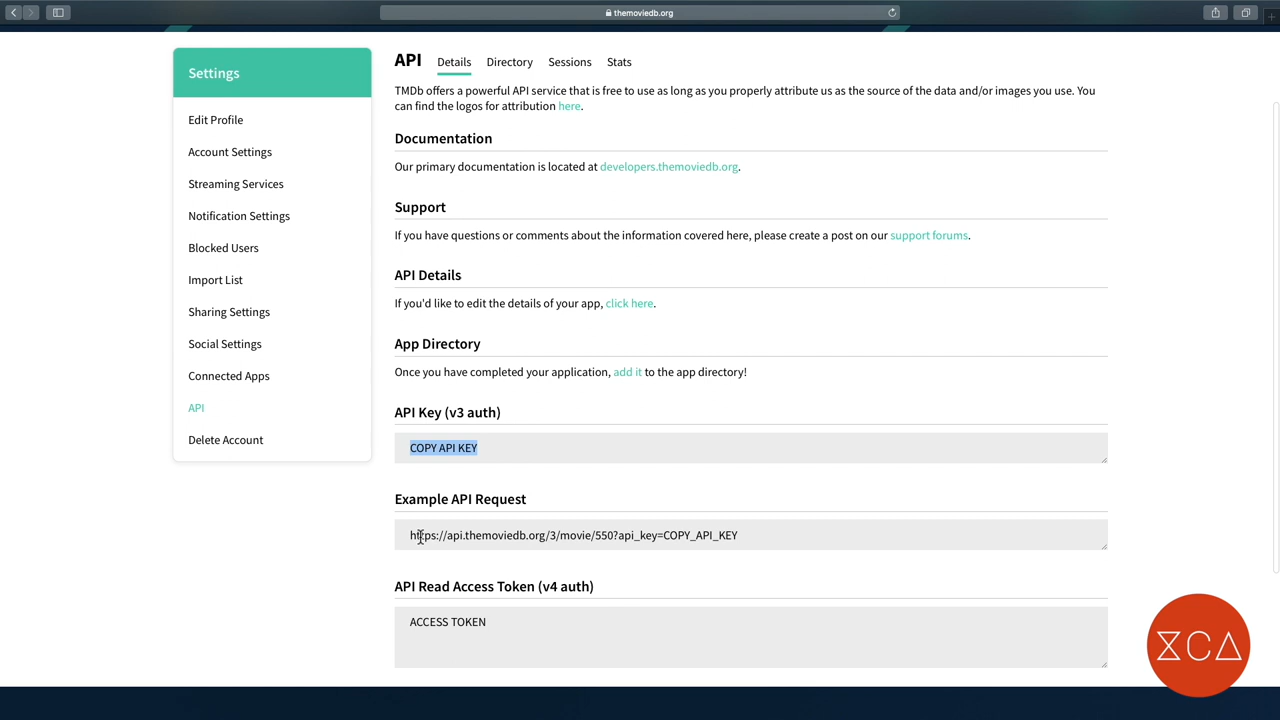 themoviedb.org
Settings
Edit Profile
Account Settings
Streaming Services
Notification Settings
Blocked Users
Import List
Sharing Settings
Social Settings
Connected Apps
API
Delete Account
API Details Directory Sessions Stats
TMDb offers a powerful API service that is free to use as long as you properly attribute us as the source of the data and/or images you use. You
can find the logos for attribution here.
Documentation
Our primary documentation is located at developers.themoviedb.org.
Support
If you have questions or comments about the information covered here, please create a post on our support forums.
API Details
If you'd like to edit the details of your app, click here.
App Directory
Once you have completed your application, add it to the app directory!
API Key (v3 auth)
COPY API KEY
Example API Request
https://api.themoviedb.org/3/movie/550?api_key=COPY_API_KEY
API Read Access Token (v4 auth)
ACCESS TOKEN
XCA